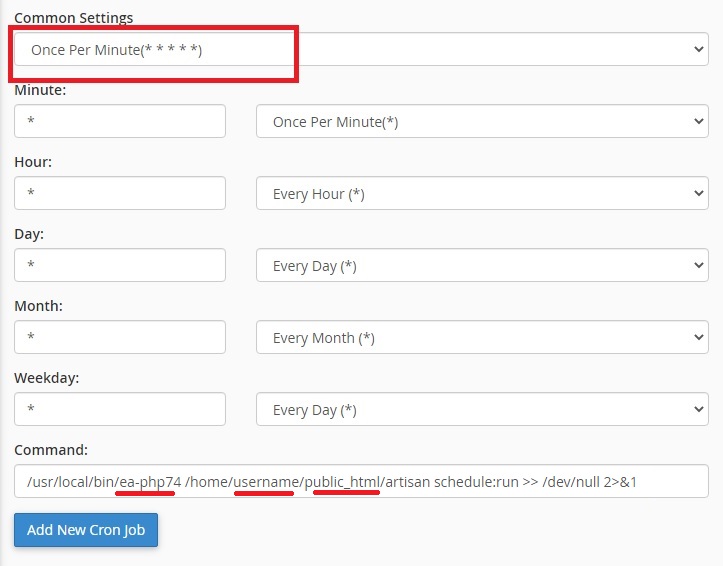 Common Settings
Once Per Minute(* * * * *)
Minute:
* Once Per Minute(*)
Hour:
* Every Hour (*)
Day:
* Every Day (*)
Month:
* Every Month (*)
Weekday:
* Every Day (*)
Command:
/usr/local/bin/ea-php74 /home/username/public_html/artisan schedule:run >> /dev/null 2>&1
Add New Cron Job